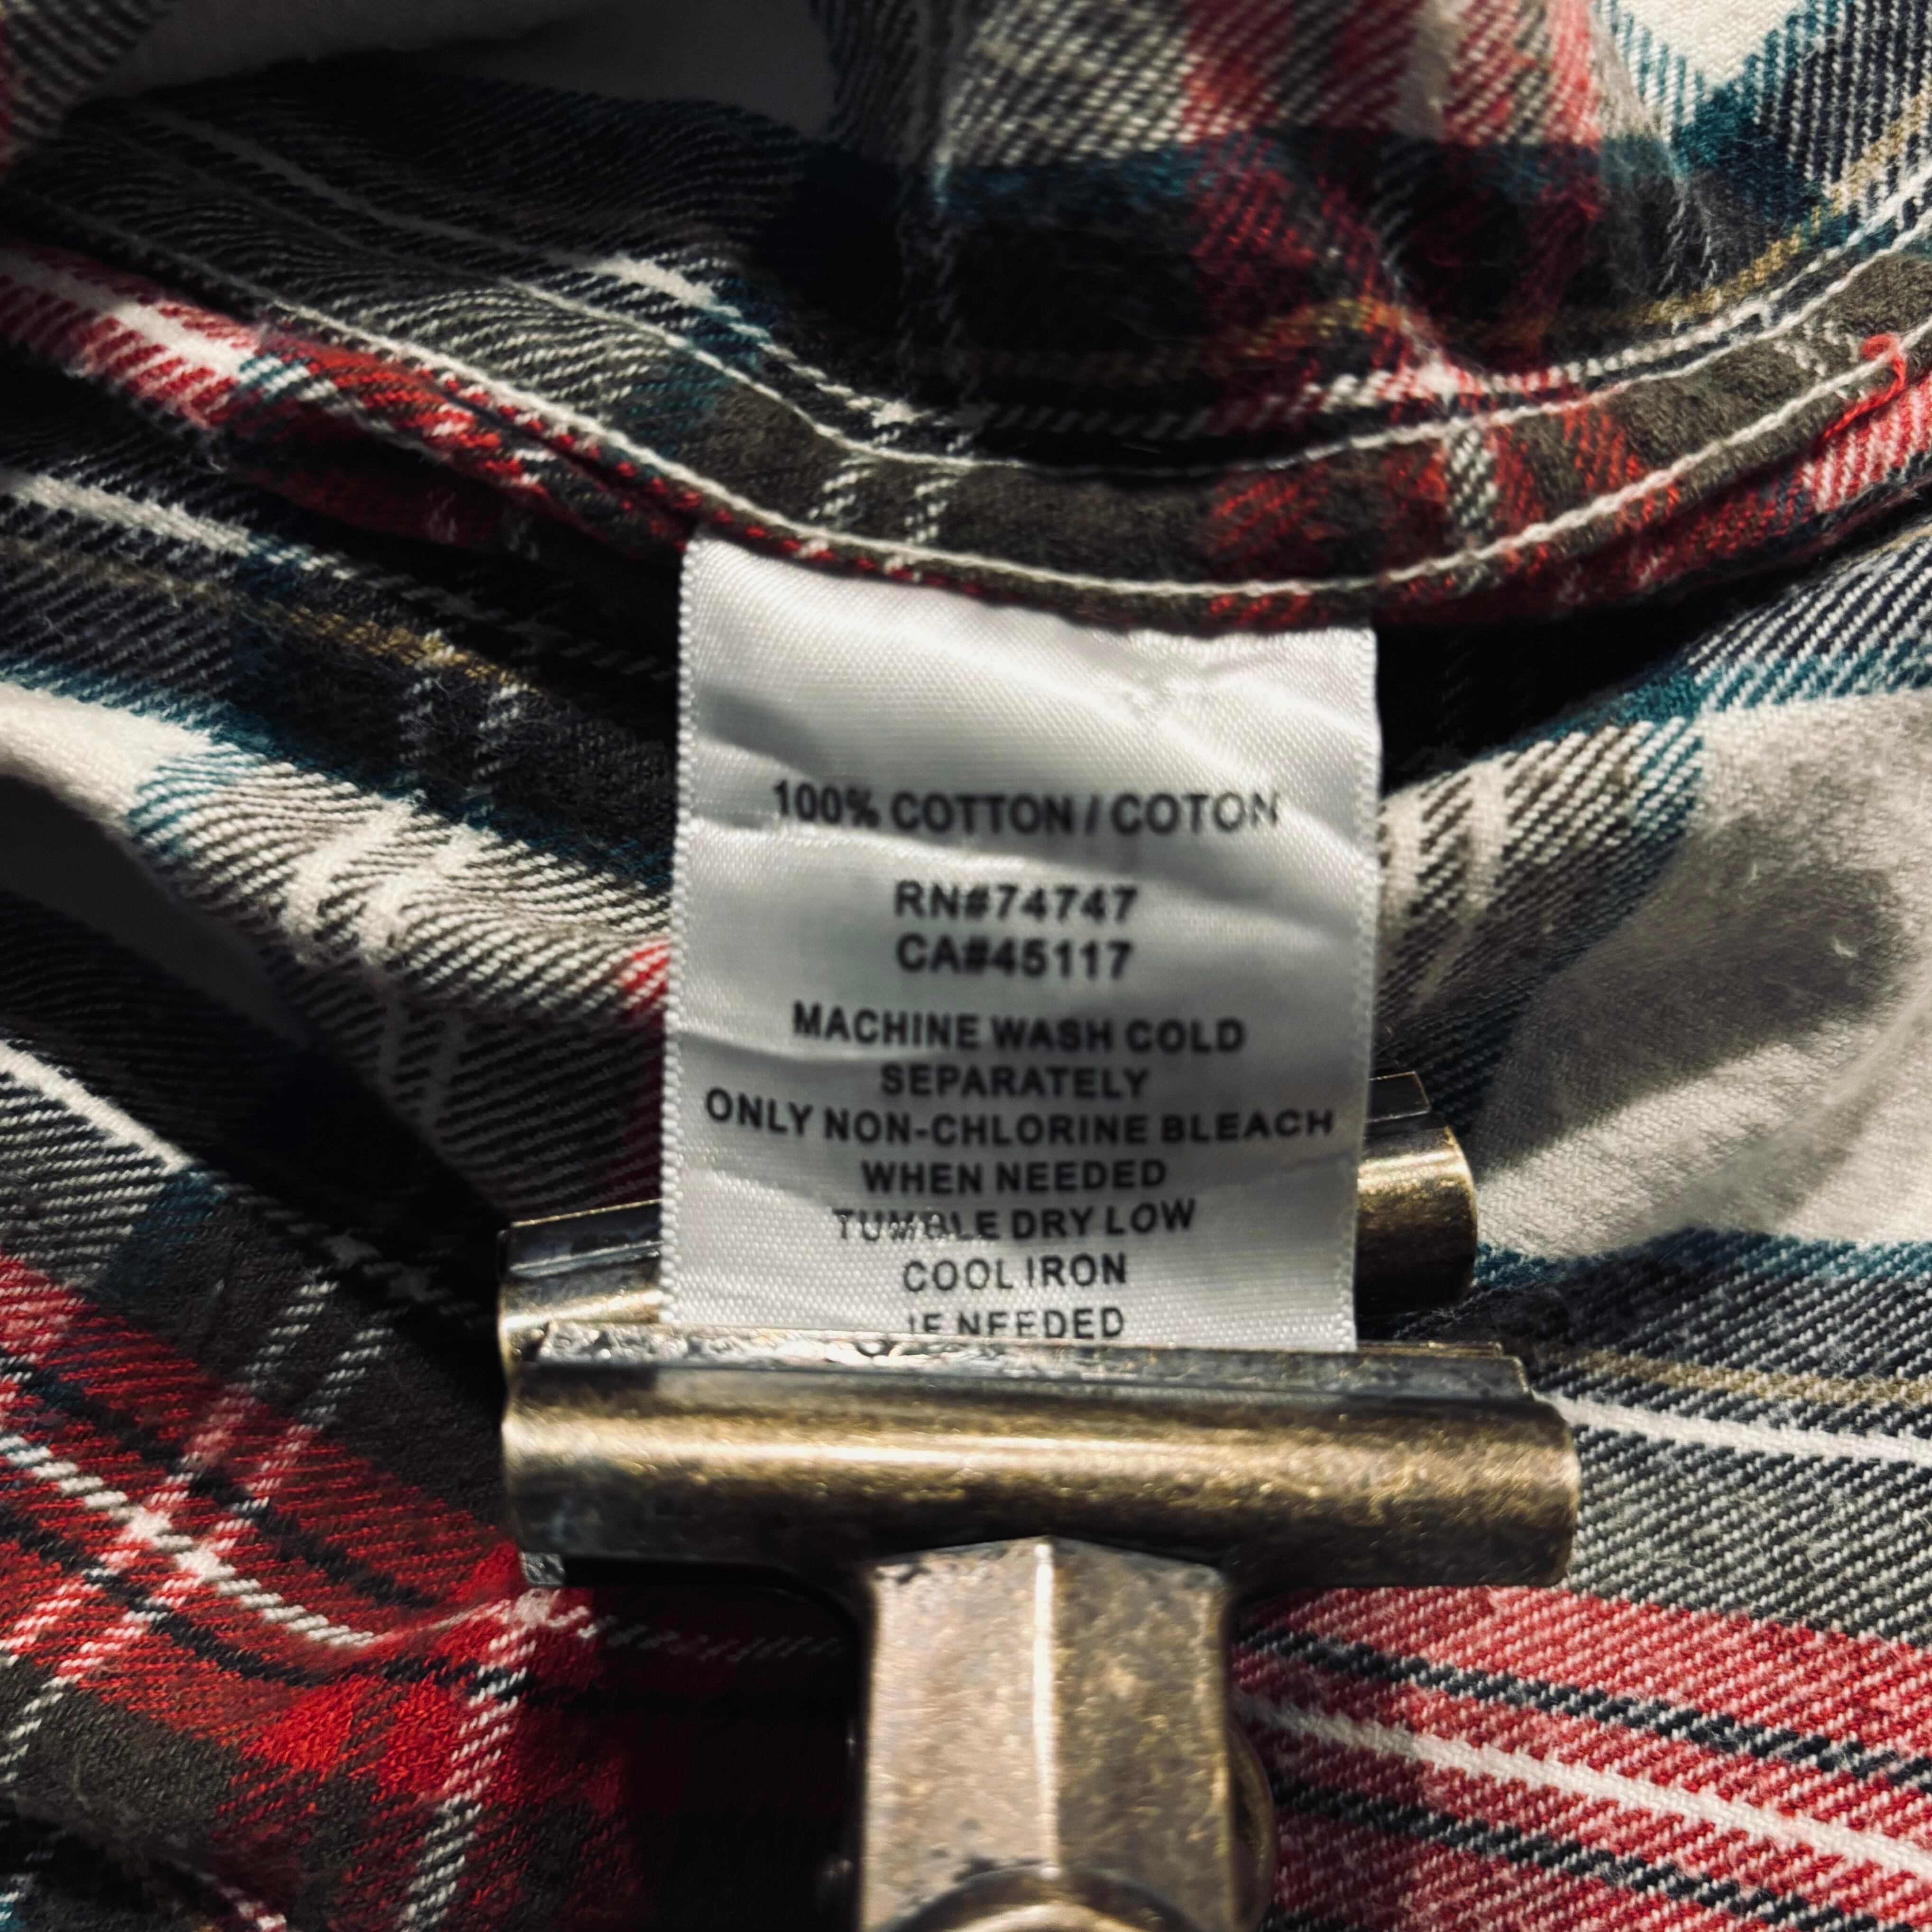 100% COTTON / COTON
RN#74747
CA#45117
MACHINE WASH COLD
SEPARATELY
ONLY NON-CHLORINE BLEACH
WHEN NEEDED
TUMBLE DRY LOW
COOL IRON
IF NEEDED